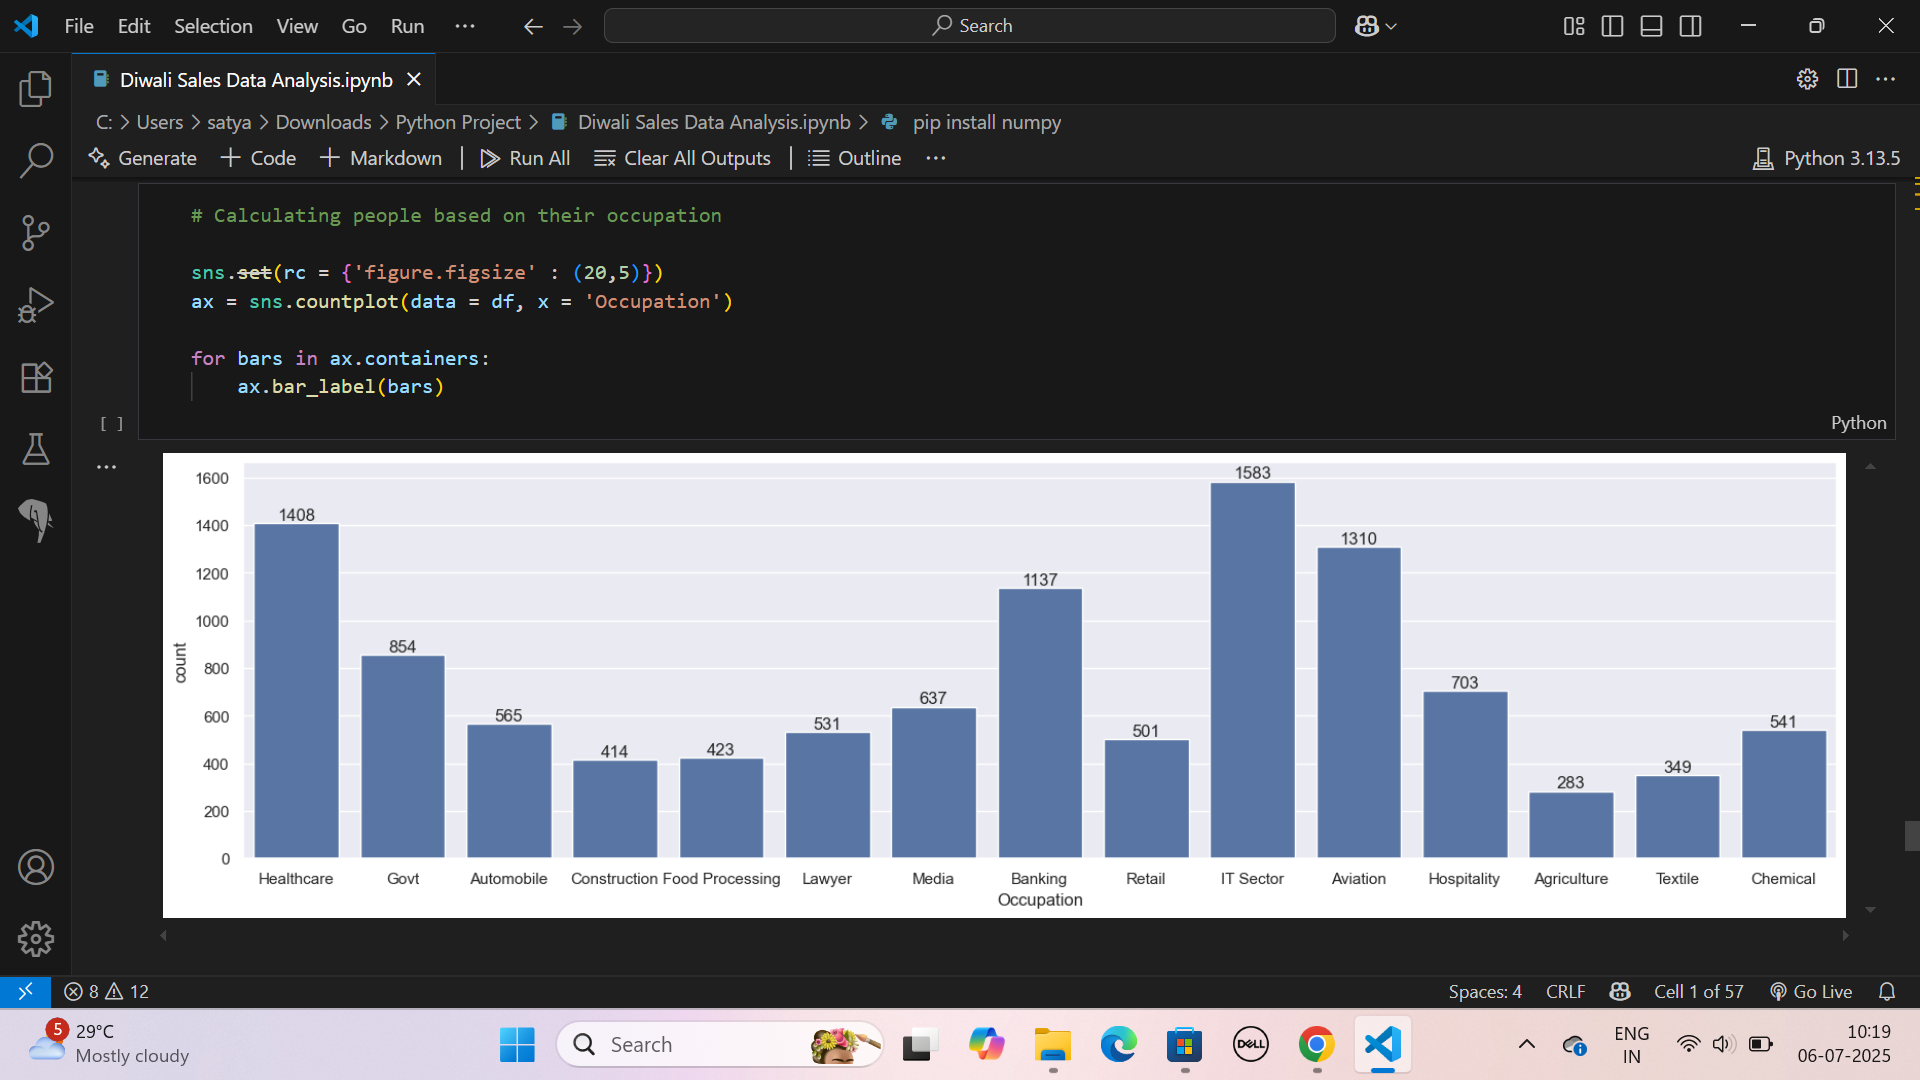 File Edit Selection View Go Run ··· Search
Diwali Sales Data Analysis.ipynb
C: > Users > satya > Downloads > Python Project > Diwali Sales Data Analysis.ipynb > pip install numpy
Generate + Code + Markdown | Run All Clear All Outputs | Outline ··· Python 3.13.5
# Calculating people based on their occupation
sns.set(rc = {'figure.figsize' : (20,5)})
ax = sns.countplot(data = df, x = 'Occupation')
for bars in ax.containers:
    ax.bar_label(bars)
[ ] Python
1583
1600
1408
1400
1310
1200
1137
1000
854
800
703
637
600
565
531
541
501
414
423
400
349
283
200
0
count
Healthcare Govt Automobile Construction Food Processing Lawyer Media Banking Retail IT Sector Aviation Hospitality Agriculture Textile Chemical
Occupation
8 12 Spaces: 4 CRLF Cell 1 of 57 Go Live
5 29°C
Mostly cloudy
Search
DELL
ENG
IN
10:19
06-07-2025